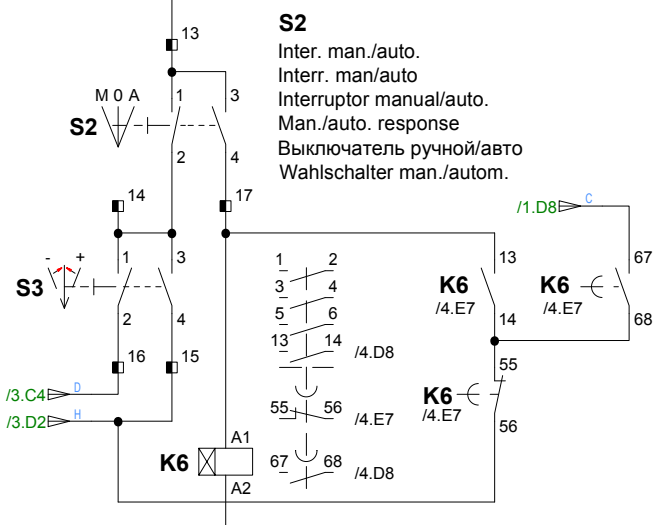 13
S2
Inter. man./auto.
Interr. man/auto
Interruptor manual/auto.
Man./auto. response
Выключатель ручной/авто
Wahlschalter man./autom.
M 0 A
1
3
S2
2
4
14
17
/1.D8
C
- +
1
3
S3
2
4
1 2
3 4
5 6
13 14
/4.D8
13
K6
/4.E7
14
67
K6
/4.E7
68
16
15
/3.C4
D
/3.D2
H
55 56
/4.E7
55
K6
/4.E7
56
A1
K6
A2
67 68
/4.D8